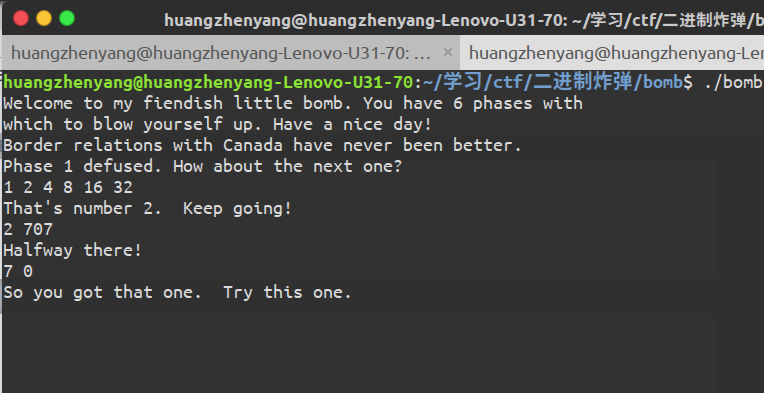 huangzhenyang@huangzhenyang-Lenovo-U31-70: ~/学习/ctf/二进制炸弹/bomb
huangzhenyang@huangzhenyang-Lenovo-U31-70: ... × huangzhenyang@huangzhenyang-Len
huangzhenyang@huangzhenyang-Lenovo-U31-70:~/学习/ctf/二进制炸弹/bomb$ ./bomb
Welcome to my fiendish little bomb. You have 6 phases with
which to blow yourself up. Have a nice day!
Border relations with Canada have never been better.
Phase 1 defused. How about the next one?
1 2 4 8 16 32
That's number 2.  Keep going!
2 707
Halfway there!
7 0
So you got that one.  Try this one.